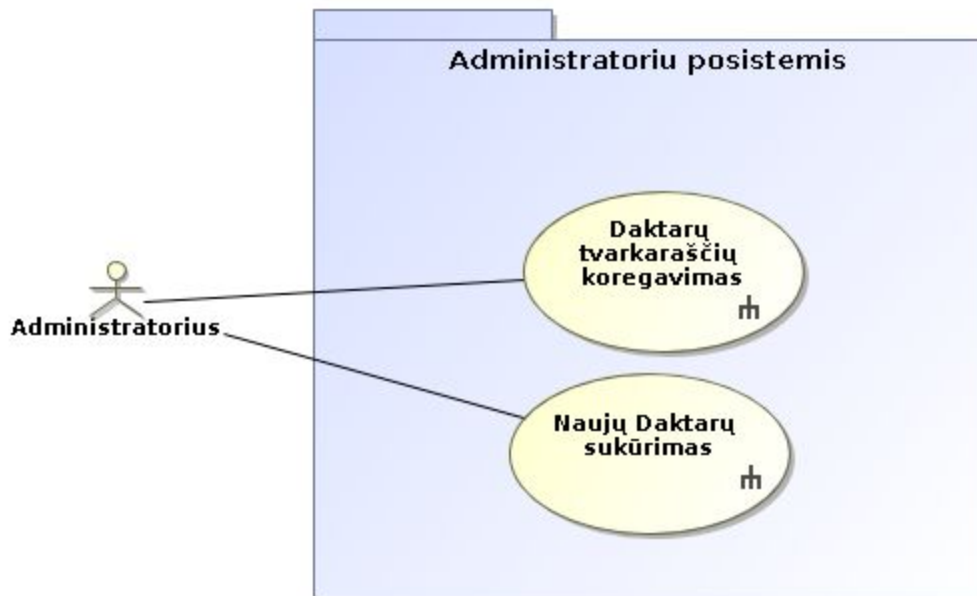 Administratoriu posistemis
Daktarų
tvarkaraščių
koregavimas
Administratorius
Naujų Daktarų
sukūrimas